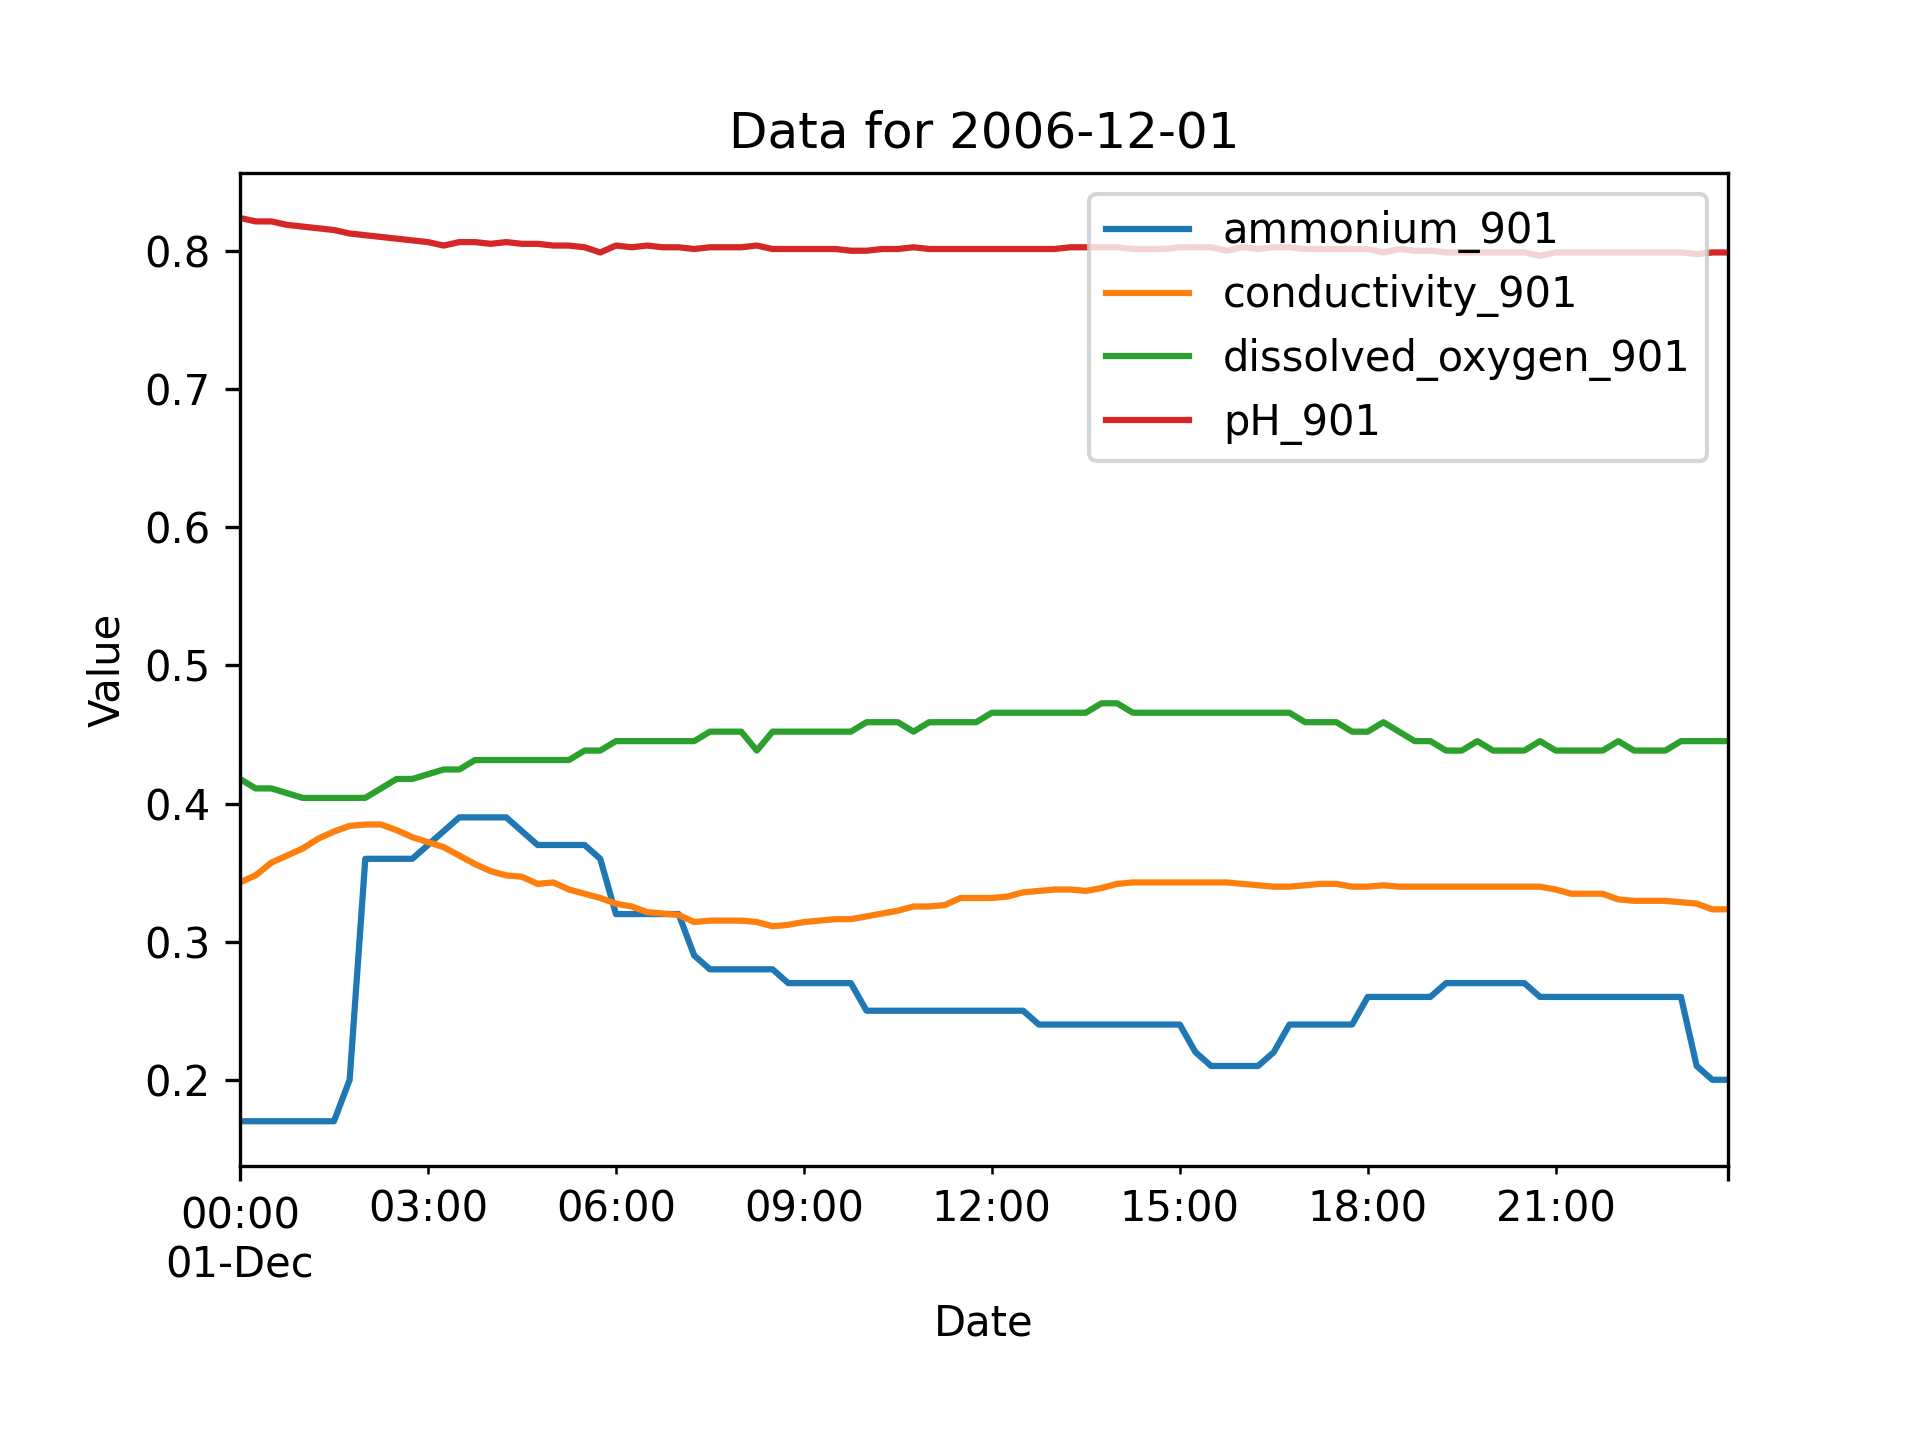 Data for 2006-12-01
ammonium_901
conductivity_901
dissolved_oxygen_901
pH_901
Value
0.8
0.7
0.6
0.5
0.4
0.3
0.2
00:00 03:00 06:00 09:00 12:00 15:00 18:00 21:00
01-Dec
Date